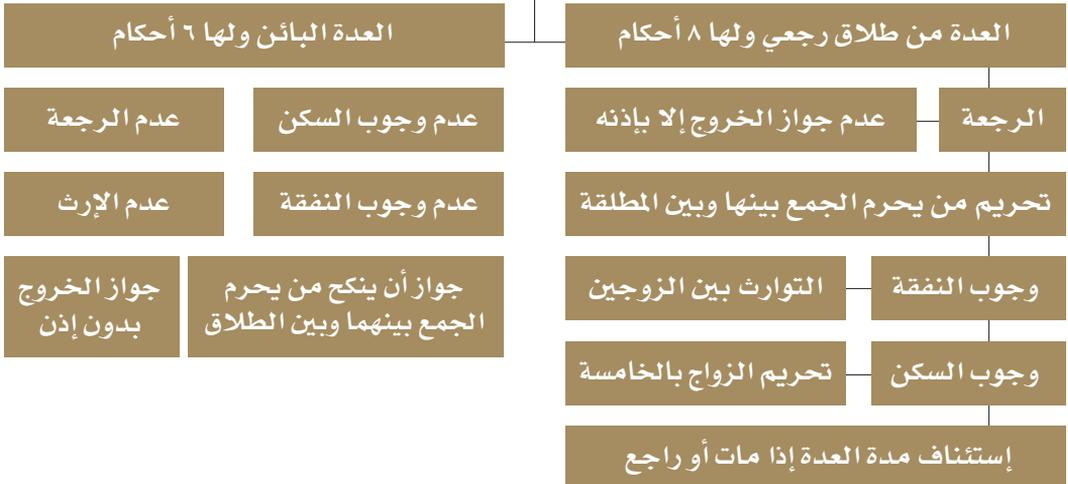 العدة من طلاق رجعي ولها ٨ أحكام
الرجعة
عدم جواز الخروج إلا بإذنه
تحريم من يحرم الجمع بينها وبين المطلقة
وجوب النفقة
التوارث بين الزوجين
وجوب السكن
تحريم الزواج بالخامسة
إستئناف مدة العدة إذا مات أو راجع
العدة البائن ولها ٦ أحكام
عدم وجوب السكن
عدم الرجعة
عدم وجوب النفقة
عدم الإرث
جواز أن ينكح من يحرم
الجمع بينهما وبين الطلاق
جواز الخروج
بدون إذن